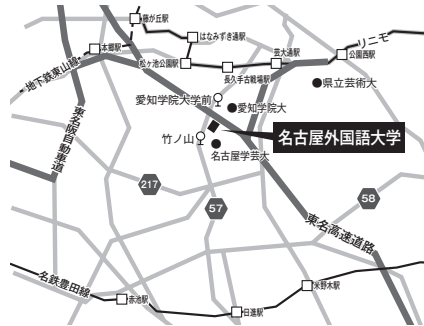 藤が丘駅
はなみずき通駅
本郷駅
芸大通駅
リニモ
公園西駅
杁ヶ池公園駅
長久手古戦場駅
地下鉄東山線
県立芸術大
愛知学院大学前
愛知学院大
名古屋外国語大学
竹ノ山
名古屋学芸大
東名阪自動車道
217
57
58
東名高速道路
名鉄豊田線
赤池駅
日進駅
米野木駅